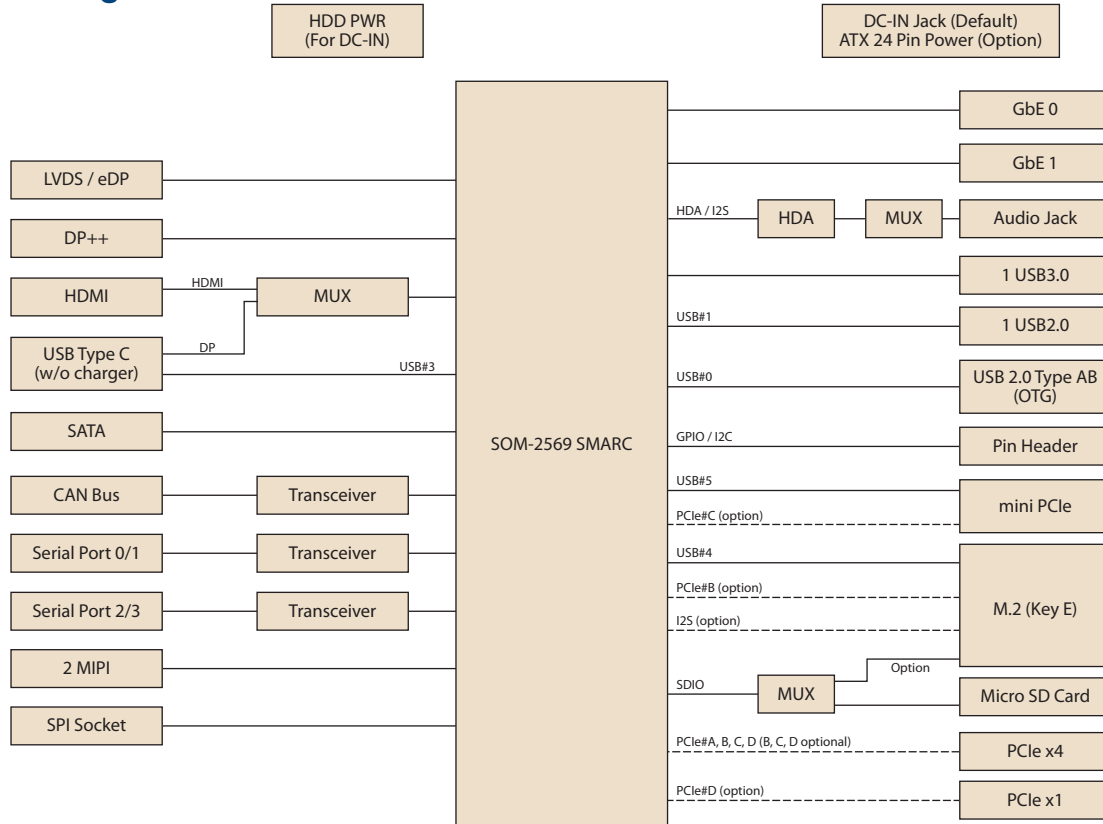 HDD PWR
(For DC-IN)
DC-IN Jack (Default)
ATX 24 Pin Power (Option)
LVDS / eDP
DP++
HDMI
HDMI
MUX
USB Type C
(w/o charger)
DP
USB#3
SATA
CAN Bus
Transceiver
Serial Port 0/1
Transceiver
Serial Port 2/3
Transceiver
2 MIPI
SPI Socket
SOM-2569 SMARC
GbE 0
GbE 1
HDA / I2S
HDA
MUX
Audio Jack
1 USB3.0
USB#1
1 USB2.0
USB#0
USB 2.0 Type AB
(OTG)
GPIO / I2C
Pin Header
USB#5
mini PCIe
PCIe#C (option)
USB#4
PCIe#B (option)
M.2 (Key E)
I2S (option)
Option
SDIO
MUX
Micro SD Card
PCIe#A, B, C, D (B, C, D optional)
PCIe x4
PCIe#D (option)
PCIe x1